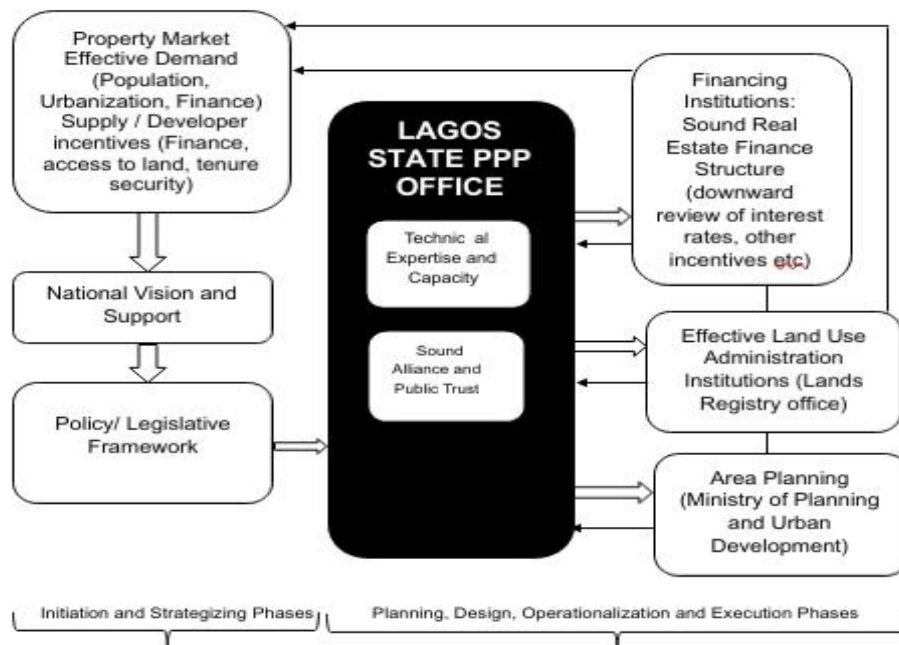 Property Market
Effective Demand
(Population,
Urbanization, Finance)
Supply / Developer
incentives (Finance,
access to land, tenure
security)
National Vision and
Support
Policy/ Legislative
Framework
LAGOS
STATE PPP
OFFICE
Technic al
Expertise and
Capacity
Sound
Alliance and
Public Trust
Financing
Institutions:
Sound Real
Estate Finance
Structure
(downward
review of interest
rates, other
incentives etc)
Effective Land Use
Administration
Institutions (Lands
Registry office)
Area Planning
(Ministry of Planning
and Urban
Development)
Initiation and Strategizing Phases
Planning, Design, Operationalization and Execution Phases